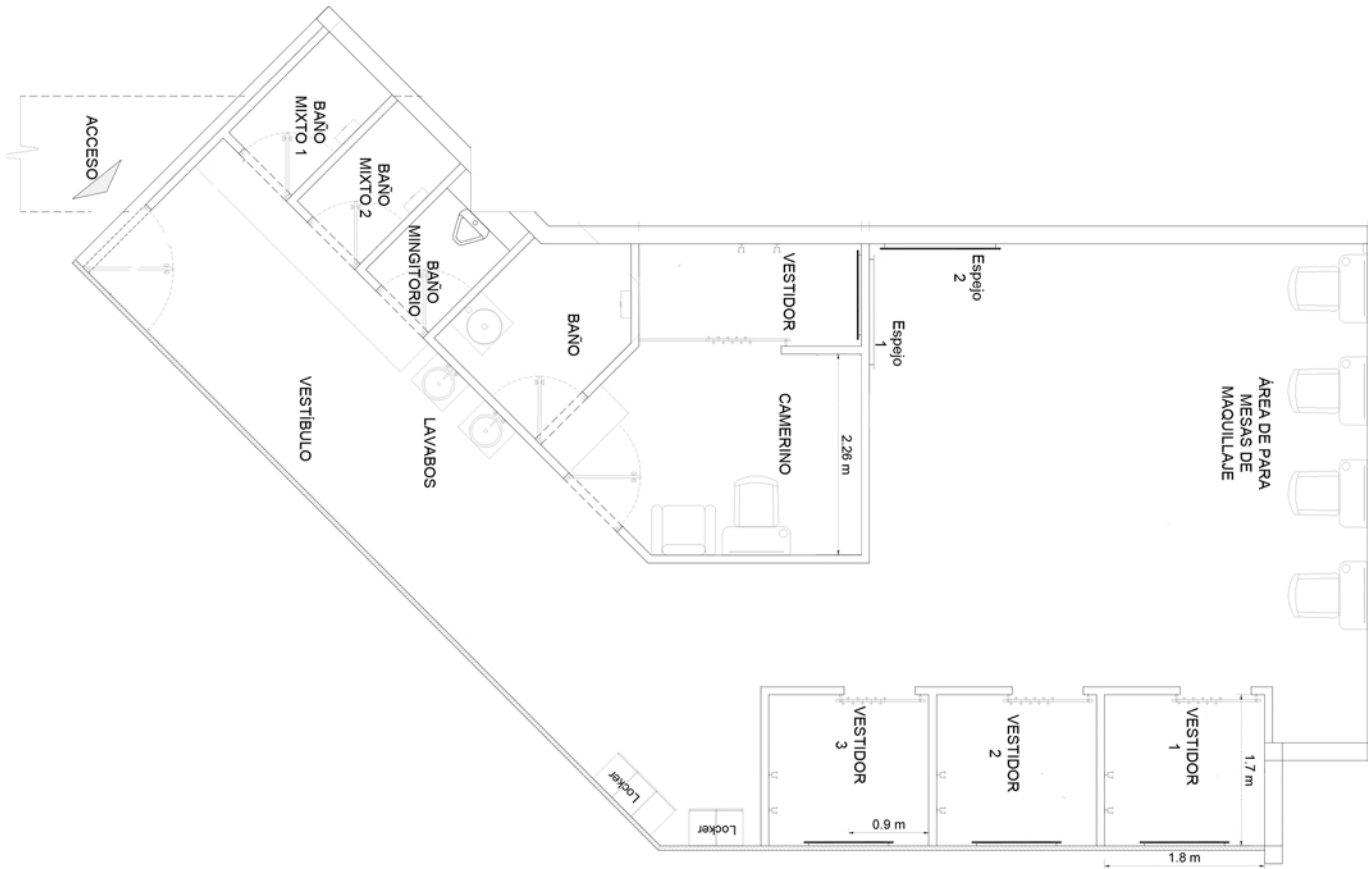 ACCESO
BAÑO
MIXTO 1
BAÑO
MIXTO 2
BAÑO
MINGITORIO
BAÑO
VESTIDOR
Espejo
2
Espejo
1
ÁREA DE PARA
MESAS DE
MAQUILLAJE
VESTÍBULO
LAVABOS
CAMERINO
2.26 m
VESTIDOR
3
VESTIDOR
2
VESTIDOR
1
1.7 m
0.9 m
1.8 m
Locker
Locker